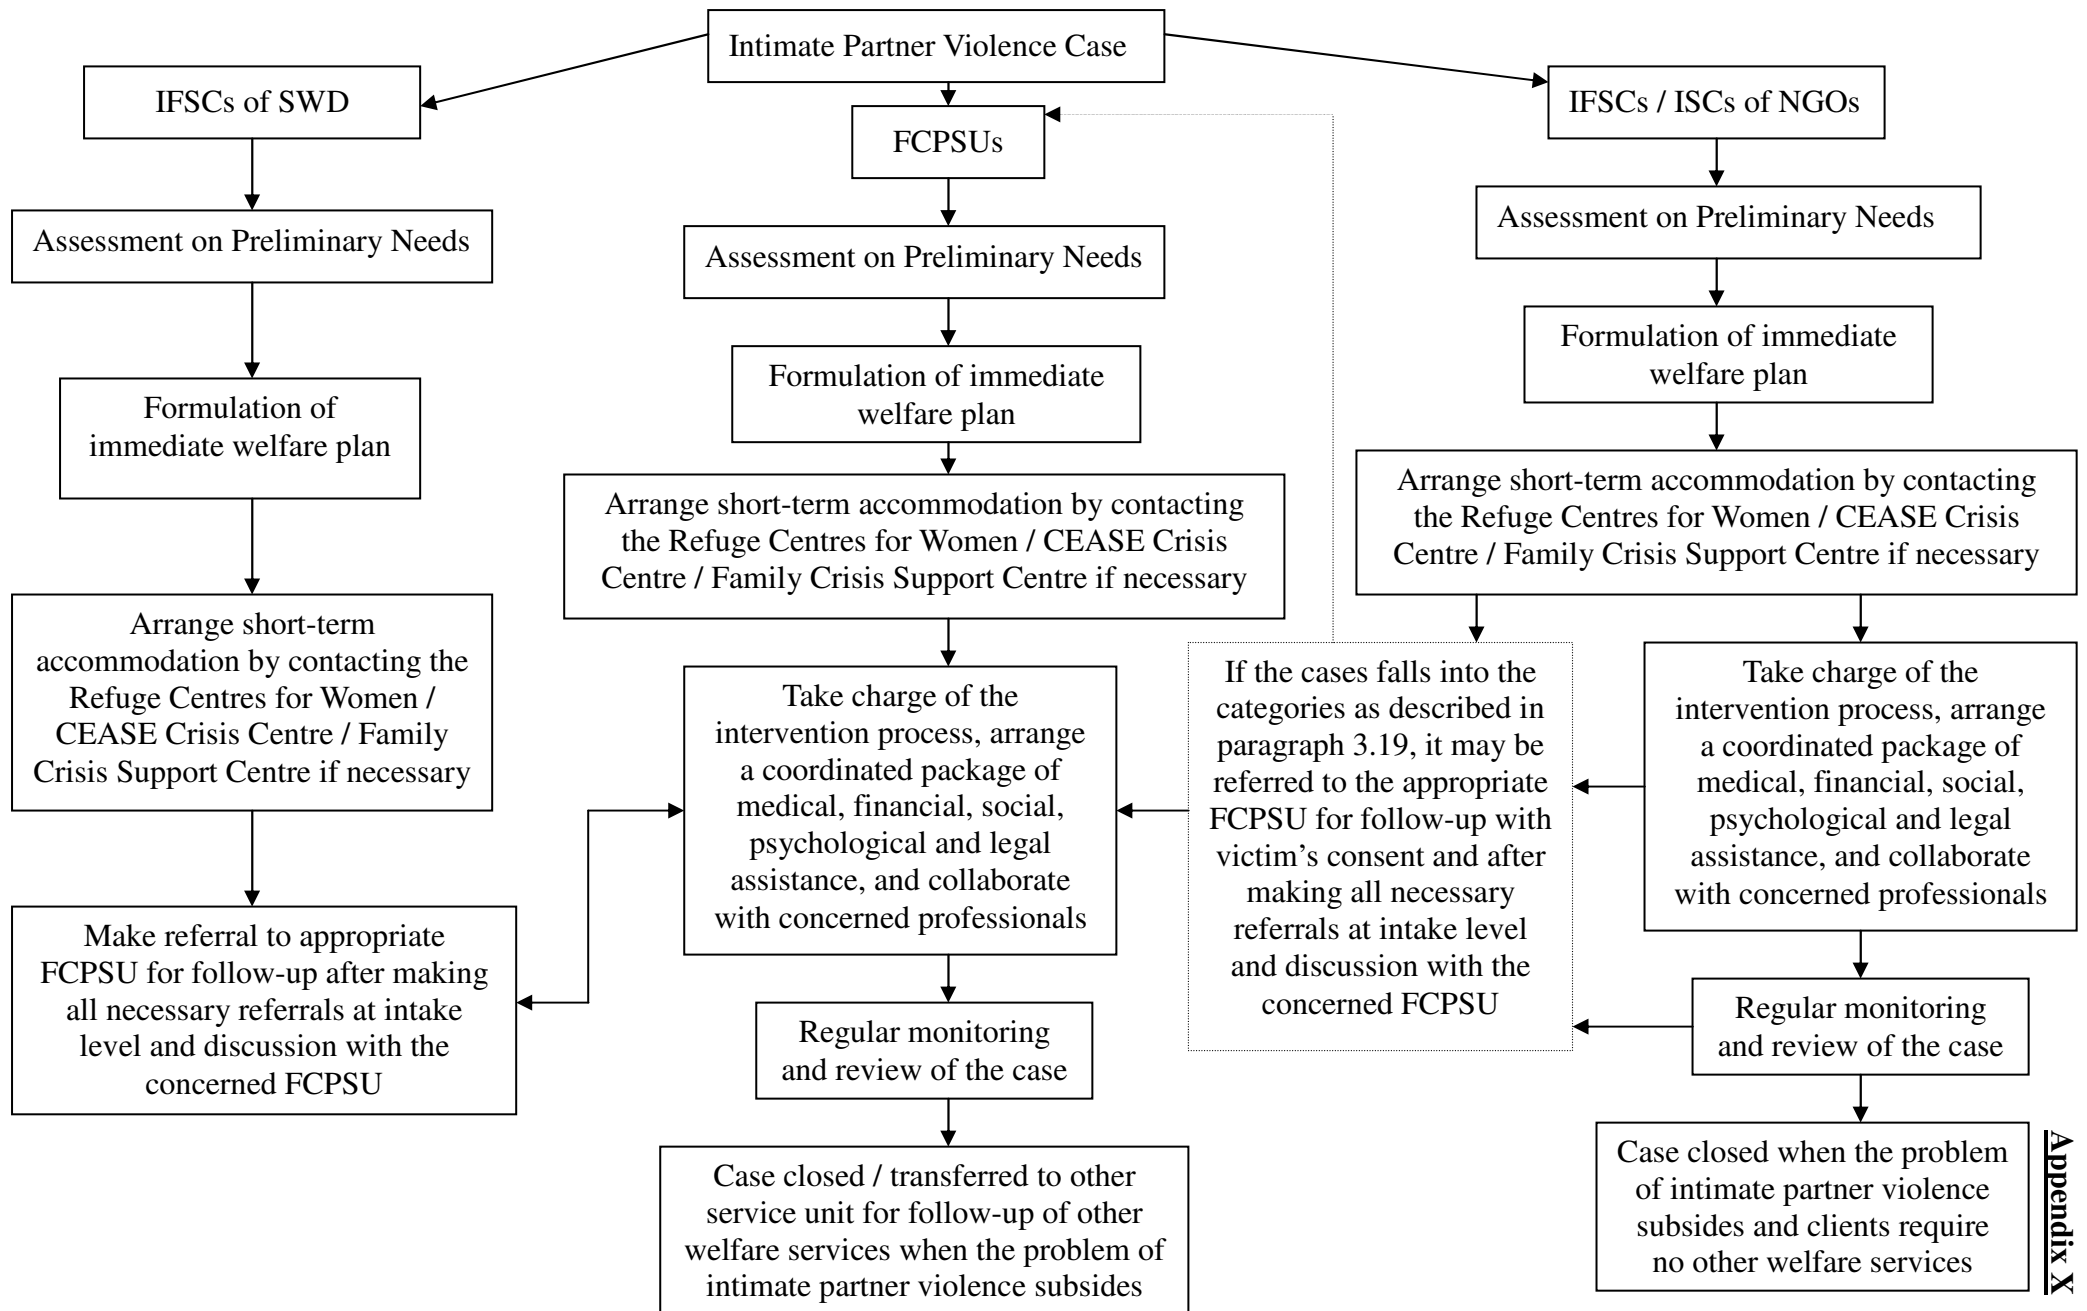 Intimate Partner Violence Case
IFSCs of SWD
Assessment on Preliminary Needs
Formulation of
immediate welfare plan
Arrange short-term
accommodation by contacting the
Refuge Centres for Women /
CEASE Crisis Centre / Family
Crisis Support Centre if necessary
Make referral to appropriate
FCPSU for follow-up after making
all necessary referrals at intake
level and discussion with the
concerned FCPSU
FCPSUs
Assessment on Preliminary Needs
Formulation of immediate
welfare plan
Arrange short-term accommodation by contacting
the Refuge Centres for Women / CEASE Crisis
Centre / Family Crisis Support Centre if necessary
Take charge of the
intervention process, arrange
a coordinated package of
medical, financial, social,
psychological and legal
assistance, and collaborate
with concerned professionals
Regular monitoring
and review of the case
Case closed / transferred to other
service unit for follow-up of other
welfare services when the problem of
intimate partner violence subsides
IFSCs / ISCs of NGOs
Assessment on Preliminary Needs
Formulation of immediate
welfare plan
Arrange short-term accommodation by contacting
the Refuge Centres for Women / CEASE Crisis
Centre / Family Crisis Support Centre if necessary
If the cases falls into the
categories as described in
paragraph 3.19, it may be
referred to the appropriate
FCPSU for follow-up with
victim’s consent and after
making all necessary
referrals at intake level
and discussion with the
concerned FCPSU
Take charge of the
intervention process, arrange
a coordinated package of
medical, financial, social,
psychological and legal
assistance, and collaborate
with concerned professionals
Regular monitoring
and review of the case
Case closed when the problem
of intimate partner violence
subsides and clients require
no other welfare services
Appendix X